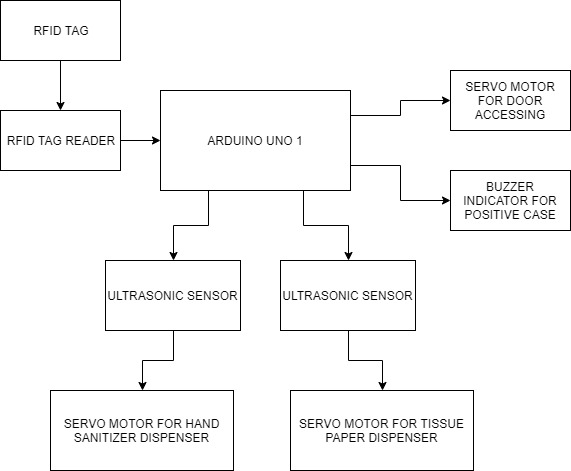 RFID TAG
RFID TAG READER
ARDUINO UNO 1
SERVO MOTOR
FOR DOOR
ACCESSING
BUZZER
INDICATOR FOR
POSITIVE CASE
ULTRASONIC SENSOR
ULTRASONIC SENSOR
SERVO MOTOR FOR HAND
SANITIZER DISPENSER
SERVO MOTOR FOR TISSUE
PAPER DISPENSER